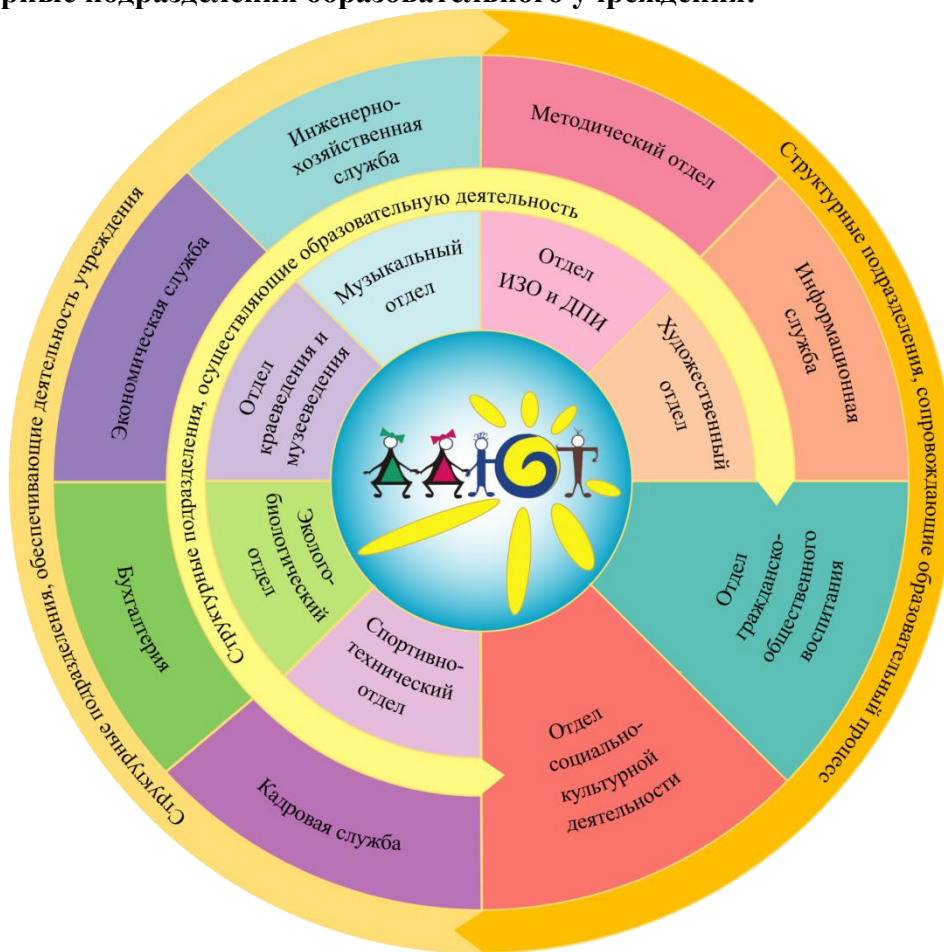 рные подразделения образовательного учреждения:
Структурные подразделения, обеспечивающие деятельность учреждения
Структурные подразделения, сопровождающие образовательный процесс
Инженерно-
хозяйственная
служба
Методический отдел
Информационная
служба
Экономическая служба
Бухгалтерия
Кадровая служба
Структурные подразделения, осуществляющие образовательную деятельность
Музыкальный
отдел
Отдел
ИЗО и ДПИ
Художественный
отдел
Отдел
краеведения и
музееведения
Эколого-
биологический
отдел
Спортивно-
технический
отдел
Отдел
гражданско-
общественного
воспитания
Отдел
социально-
культурной
деятельности